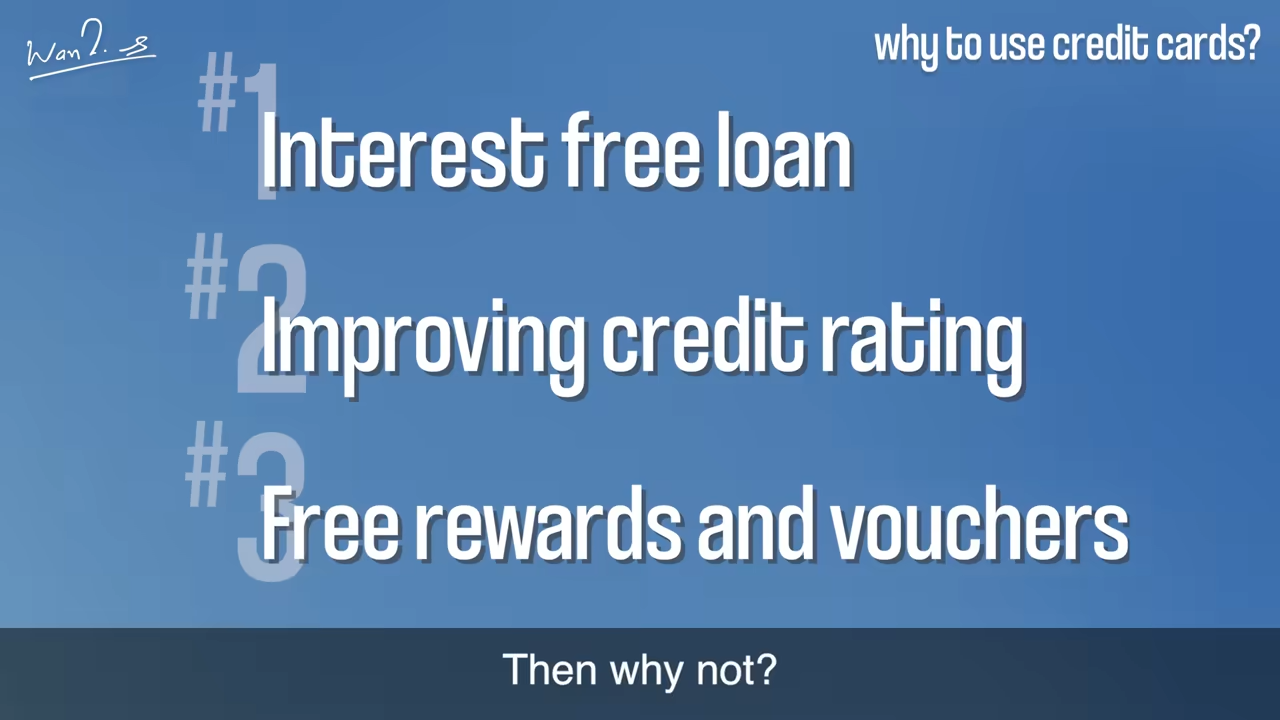 why to use credit cards?
#1
Interest free loan
#2
Improving credit rating
#3
Free rewards and vouchers
Then why not?